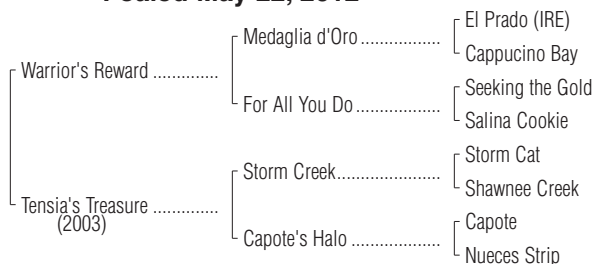 Foaled May 22, 2012
El Prado (IRE)
Medaglia d'Oro
Cappucino Bay
Warrior's Reward
Seeking the Gold
For All You Do
Salina Cookie
Storm Cat
Storm Creek
Shawnee Creek
Tensia's Treasure
(2003)
Capote
Capote's Halo
Nueces Strip